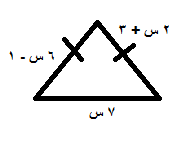 ٢ س + ٣
٦ س - ١
٧ س